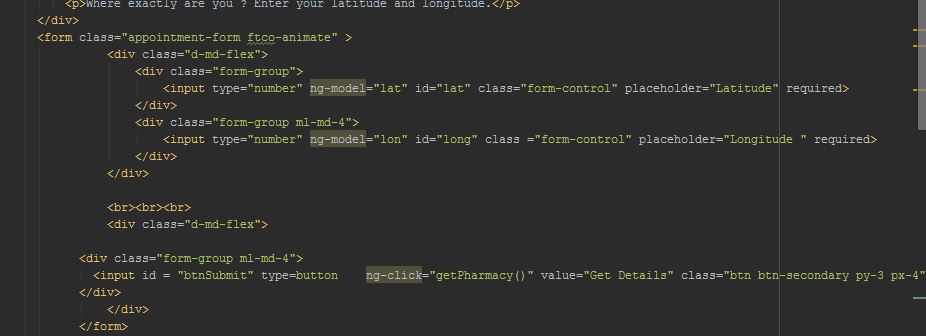 <p>Where exactly are you ? Enter your latitude and longitude.</p>
</div>
<form class="appointment-form ftco-animate" >
<div class="d-md-flex">
<div class="form-group">
<input type="number" ng-model="lat" id="lat" class="form-control" placeholder="Latitude" required>
</div>
<div class="form-group ml-md-4">
<input type="number" ng-model="lon" id="long" class ="form-control" placeholder="Longitude " required>
</div>
</div>
<br><br><br>
<div class="d-md-flex">
<div class="form-group ml-md-4">
<input id = "btnSubmit" type=button    ng-click="getPharmacy()" value="Get Details" class="btn btn-secondary py-3 px-4"
</div>
</div>
</form>